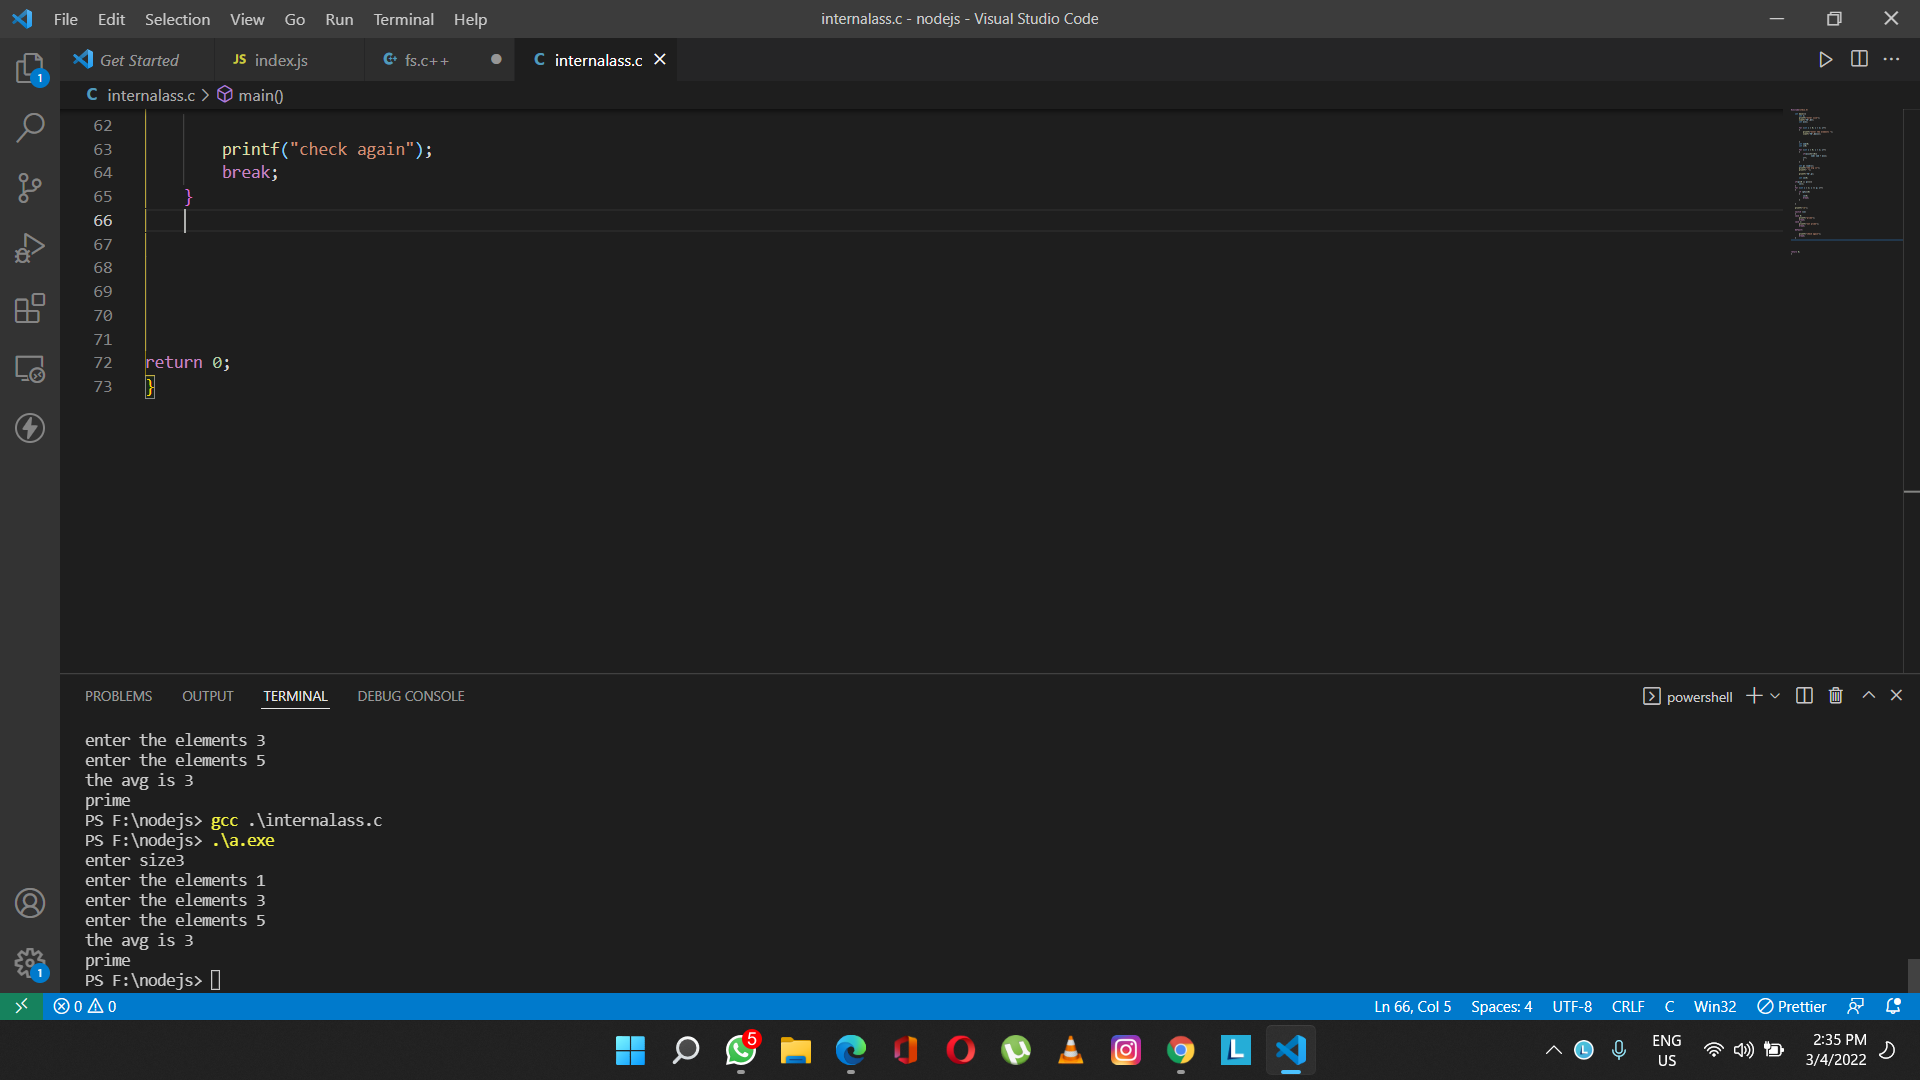 File Edit Selection View Go Run Terminal Help
internalass.c - nodejs - Visual Studio Code
1
Get Started
JS index.js
fs.c++
C internalass.c
C internalass.c > main()
62
63 printf("check again");
64 break;
65 }
66
67
68
69
70
71
72 return 0;
73 }
PROBLEMS OUTPUT TERMINAL DEBUG CONSOLE
powershell
enter the elements 3
enter the elements 5
the avg is 3
prime
PS F:\nodejs> gcc .\internalass.c
PS F:\nodejs> .\a.exe
enter size3
enter the elements 1
enter the elements 3
enter the elements 5
the avg is 3
prime
PS F:\nodejs>
1
0 0
Ln 66, Col 5 Spaces: 4 UTF-8 CRLF C Win32 Prettier
5
L
L
ENG
US
2:35 PM
3/4/2022